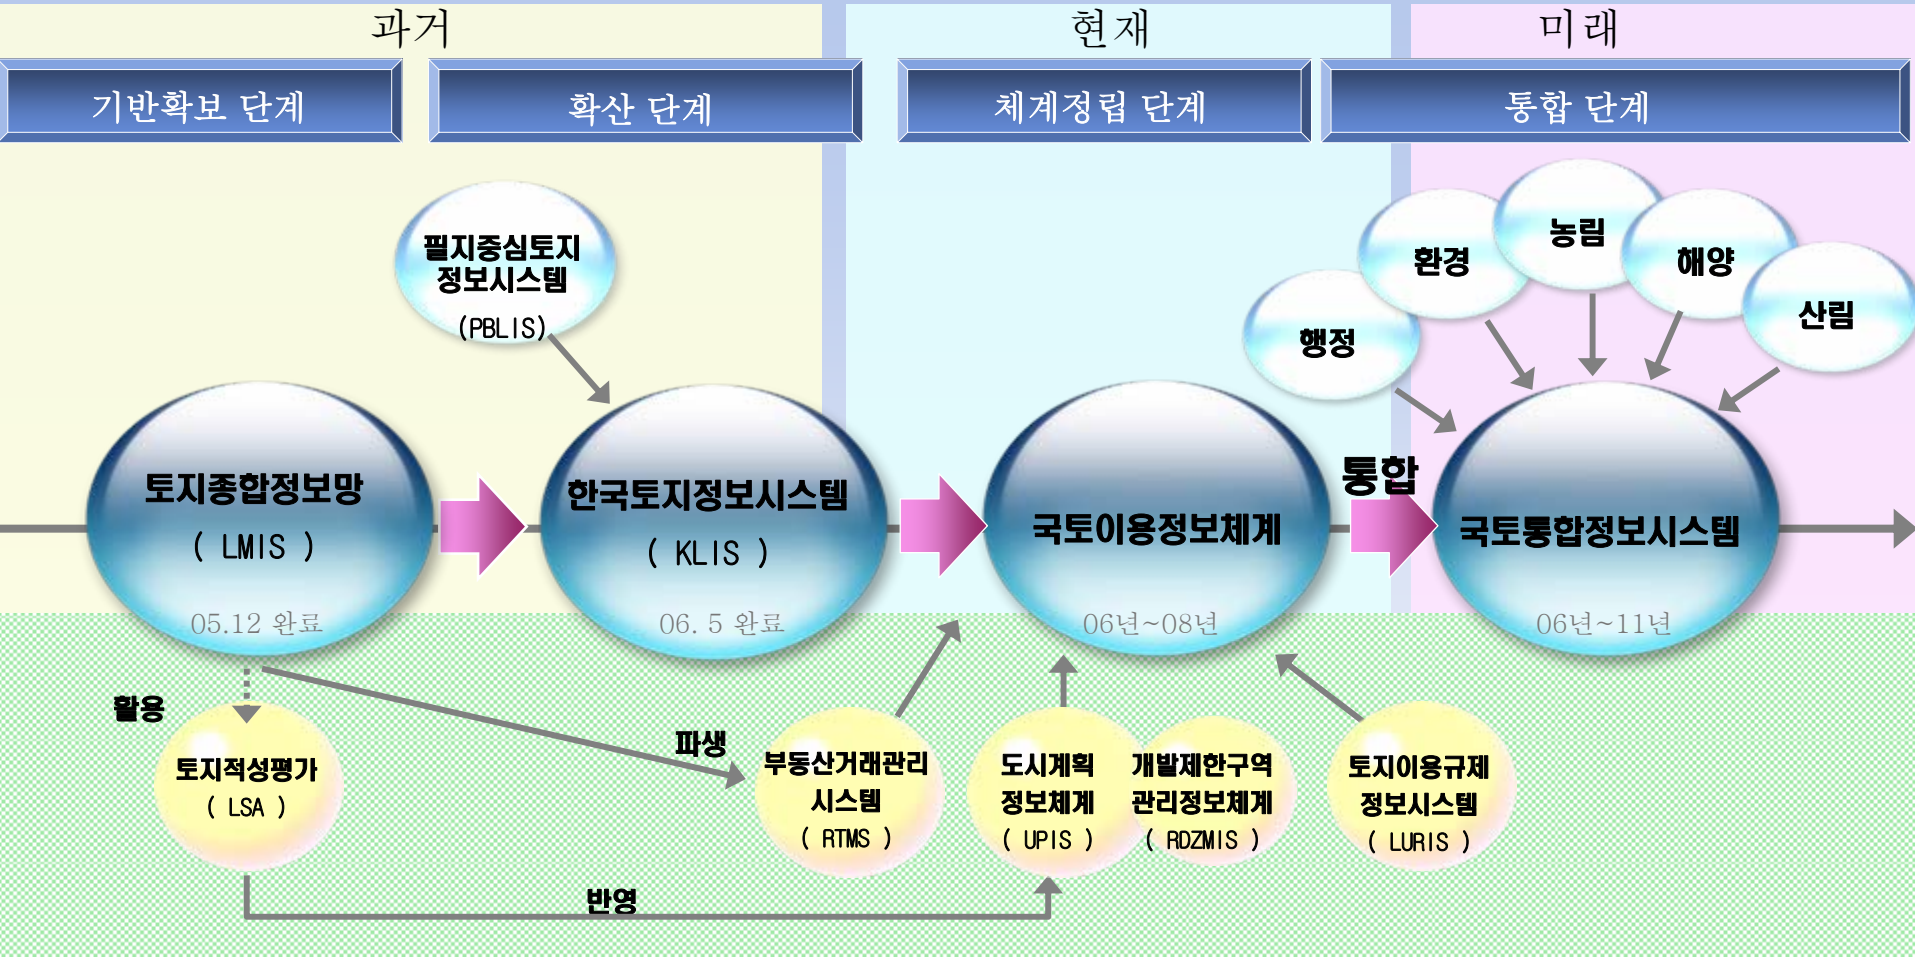 과거
현재
미래
기반확보 단계
확산 단계
체계정립 단계
통합 단계
필지중심토지
정보시스템
(PBLIS)
행정
환경
농림
해양
산림
토지종합정보망
( LMIS )
05.12 완료
한국토지정보시스템
( KLIS )
06. 5 완료
국토이용정보체계
06년~08년
통합
국토통합정보시스템
06년~11년
활용
파생
토지적성평가
( LSA )
부동산거래관리
시스템
( RTMS )
도시계획
정보체계
( UPIS )
개발제한구역
관리정보체계
( RDZMIS )
토지이용규제
정보시스템
( LURIS )
반영